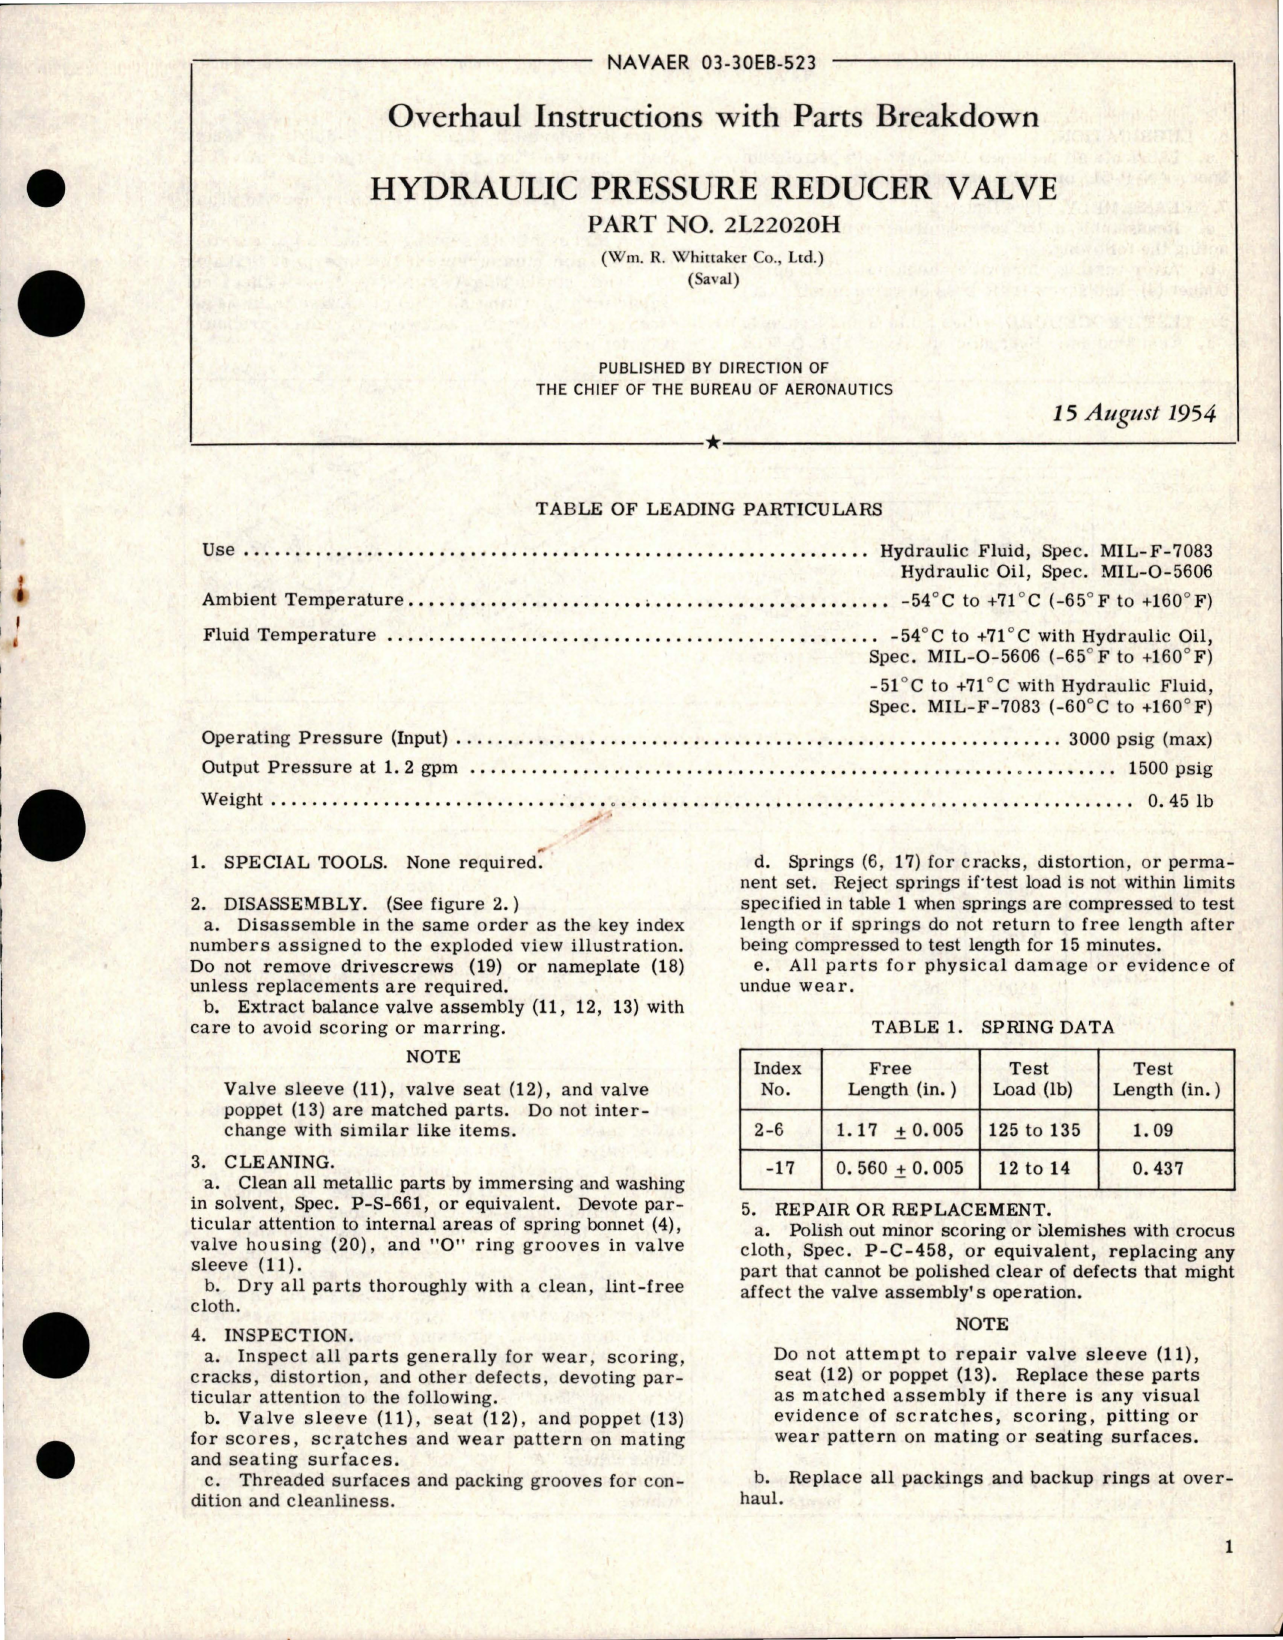 NAVAER 03-30EB-523
Overhaul Instructions with Parts Breakdown
HYDRAULIC PRESSURE REDUCER VALVE
PART NO. 2L22020H
(Wm. R. Whittaker Co., Ltd.)
(Saval)
PUBLISHED BY DIRECTION OF
THE CHIEF OF THE BUREAU OF AERONAUTICS
15 August 1954
TABLE OF LEADING PARTICULARS
Use ........ Hydraulic Fluid, Spec. MIL-F-7083
Hydraulic Oil, Spec. MIL-O-5606
Ambient Temperature ........ -54°C to +71°C (-65°F to +160°F)
Fluid Temperature ........ -54°C to +71°C with Hydraulic Oil,
Spec. MIL-O-5606 (-65°F to +160°F)
-51°C to +71°C with Hydraulic Fluid,
Spec. MIL-F-7083 (-60°C to +160°F)
Operating Pressure (Input) ........ 3000 psig (max)
Output Pressure at 1.2 gpm ........ 1500 psig
Weight ........ 0.45 lb
1. SPECIAL TOOLS. None required.
2. DISASSEMBLY. (See figure 2.)
a. Disassemble in the same order as the key index
numbers assigned to the exploded view illustration.
Do not remove drivescrews (19) or nameplate (18)
unless replacements are required.
b. Extract balance valve assembly (11, 12, 13) with
care to avoid scoring or marring.
NOTE
Valve sleeve (11), valve seat (12), and valve
poppet (13) are matched parts. Do not inter-
change with similar like items.
3. CLEANING.
a. Clean all metallic parts by immersing and washing
in solvent, Spec. P-S-661, or equivalent. Devote par-
ticular attention to internal areas of spring bonnet (4),
valve housing (20), and "O" ring grooves in valve
sleeve (11).
b. Dry all parts thoroughly with a clean, lint-free
cloth.
4. INSPECTION.
a. Inspect all parts generally for wear, scoring,
cracks, distortion, and other defects, devoting par-
ticular attention to the following.
b. Valve sleeve (11), seat (12), and poppet (13)
for scores, scratches and wear pattern on mating
and seating surfaces.
c. Threaded surfaces and packing grooves for con-
dition and cleanliness.
d. Springs (6, 17) for cracks, distortion, or perma-
nent set. Reject springs if test load is not within limits
specified in table 1 when springs are compressed to test
length or if springs do not return to free length after
being compressed to test length for 15 minutes.
e. All parts for physical damage or evidence of
undue wear.
TABLE 1. SPRING DATA
Index Free Test Test
No. Length (in.) Load (lb) Length (in.)
2-6 1.17 ± 0.005 125 to 135 1.09
-17 0.560 ± 0.005 12 to 14 0.437
5. REPAIR OR REPLACEMENT.
a. Polish out minor scoring or blemishes with crocus
cloth, Spec. P-C-458, or equivalent, replacing any
part that cannot be polished clear of defects that might
affect the valve assembly's operation.
NOTE
Do not attempt to repair valve sleeve (11),
seat (12) or poppet (13). Replace these parts
as matched assembly if there is any visual
evidence of scratches, scoring, pitting or
wear pattern on mating or seating surfaces.
b. Replace all packings and backup rings at over-
haul.
1